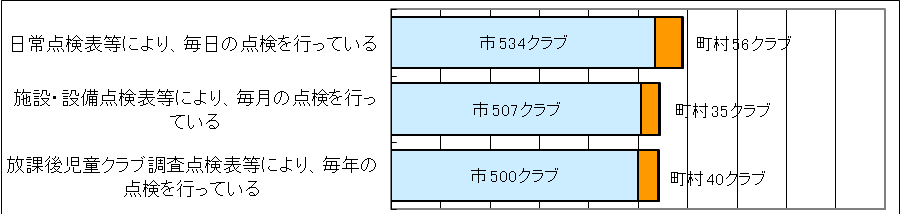 日常点検表等により、毎日の点検を行っている
市534クラブ
町村56クラブ
施設・設備点検表等により、毎月の点検を行っ
ている
市507クラブ
町村35クラブ
放課後児童クラブ調査点検表等により、毎年の
点検を行っている
市500クラブ
町村40クラブ